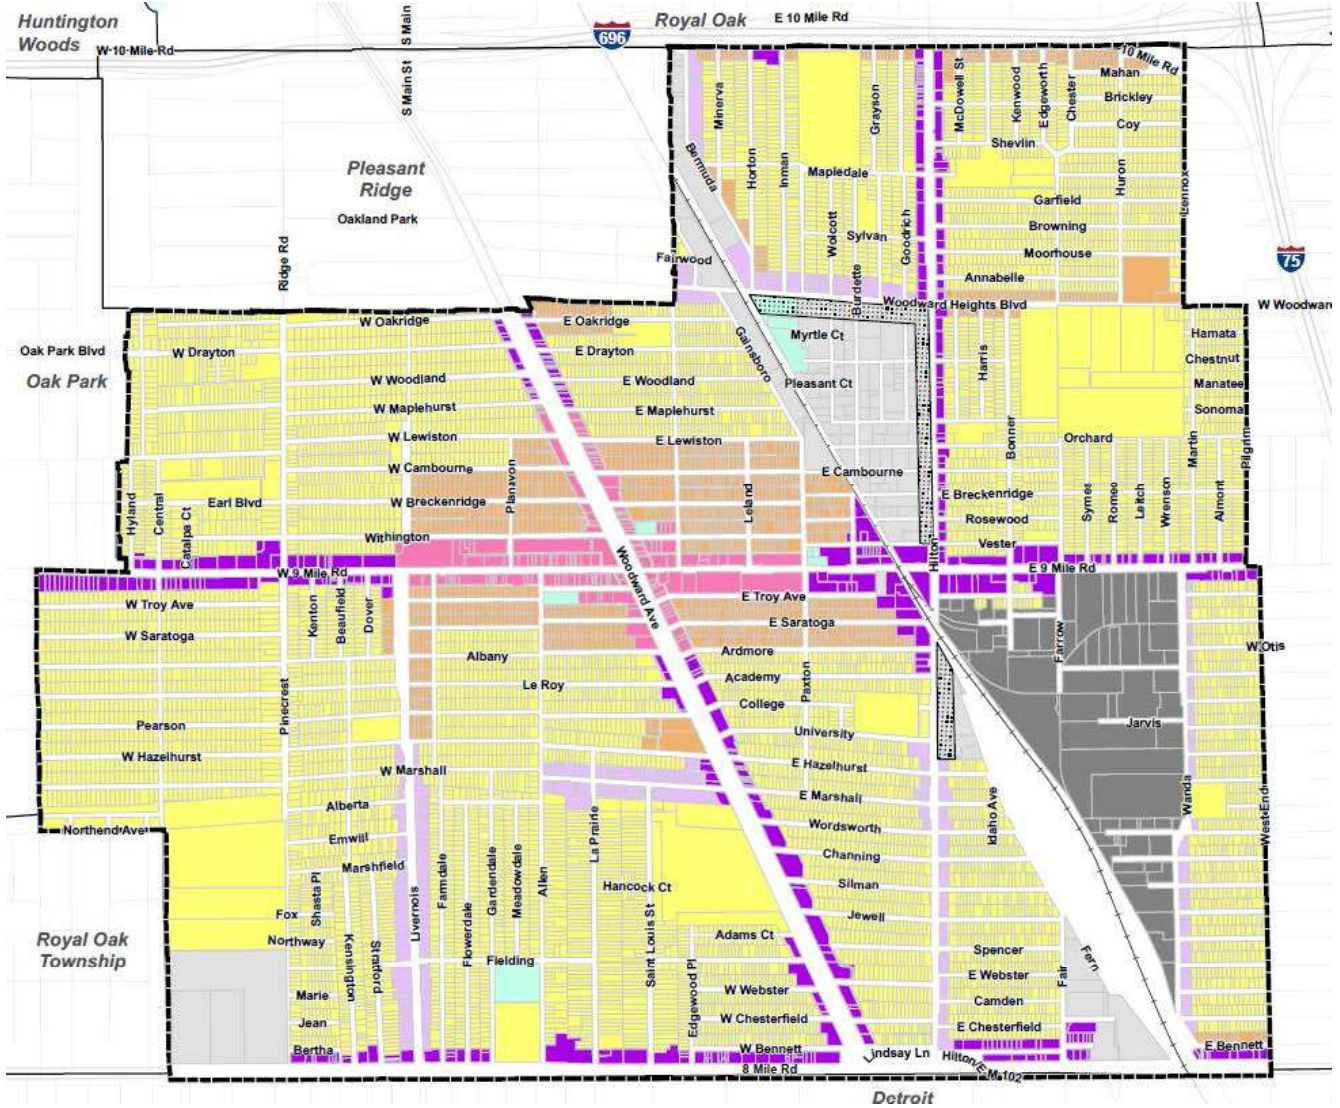 Huntington
Woods
W 10 Mile Rd
S Main St
S Main St
696
Royal Oak
E 10 Mile Rd
10 Mile Rd
Pleasant
Ridge
Oakland Park
Ridge Rd
Minerva
Horton
Inman
Grayson
McDowell St
Kenwood
Edgeworth
Chester
Mahan
Brickley
Coy
Shevlin
Bermuda
Mapledale
Huron
Lennox
Garfield
Browning
Moorhouse
Annabelle
Wolcott
Sylvan
Goodrich
Burdette
Fairwood
75
Woodward Heights Blvd
W Woodwar
Oak Park Blvd
Oak Park
W Oakridge
W Drayton
W Woodland
W Maplehurst
W Lewiston
W Cambourne
W Breckenridge
Earl Blvd
Withington
Hyland
Central
Catalpa Ct
Planavon
E Oakridge
E Drayton
E Woodland
E Maplehurst
E Lewiston
E Cambourne
Leland
Gainsboro
Myrtle Ct
Pleasant Ct
Harris
Bonner
Hamata
Chestnut
Manatee
Sonoma
Orchard
Martin
Pilgrim
E Breckenridge
Rosewood
Vester
Symes
Romeo
Leitch
Wrenson
Almont
Hilton
W 9 Mile Rd
Woodward Ave
E 9 Mile Rd
W Troy Ave
W Saratoga
Kenton
Beaufield
Dover
E Troy Ave
E Saratoga
Albany
Ardmore
Le Roy
Academy
College
Paxton
University
Farrow
W Otis
Jarvis
Pinecrest
Pearson
W Hazelhurst
W Marshall
E Hazelhurst
E Marshall
Wordsworth
Channing
Silman
Jewell
Idaho Ave
Wanda
West End
Northend Ave
Alberta
Emwill
Marshfield
Shasta Pl
Fox
Northway
Kensington
Stratford
Livernois
Farmdale
Flowerdale
Gardendale
Meadowdale
Allen
La Prairie
Hancock Ct
Saint Louis St
Adams Ct
Fielding
Edgewood Pl
Royal Oak
Township
Marie
Jean
Bertha
W Webster
W Chesterfield
W Bennett
Spencer
E Webster
Camden
E Chesterfield
Fair
Fern
Lindsay Ln
Hilton/E M 102
E Bennett
8 Mile Rd
Detroit